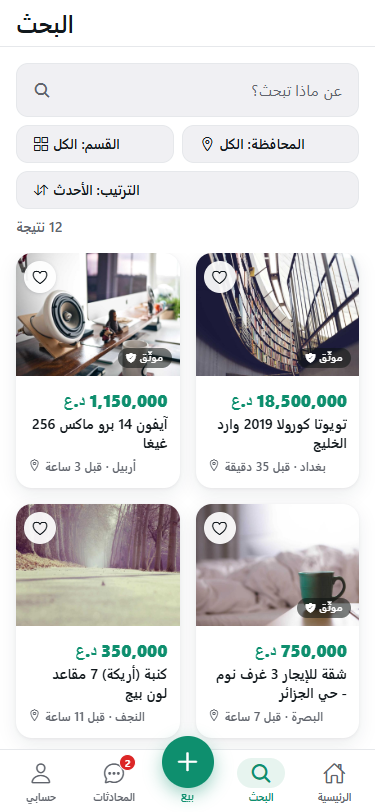 البحث
عن ماذا تبحث؟
المحافظة: الكل
القسم: الكل
الترتيب: الأحدث
12 نتيجة
موثّق
18,500,000 د.ع
تويوتا كورولا 2019 وارد
الخليج
بغداد · قبل 35 دقيقة
موثّق
1,150,000 د.ع
آيفون 14 برو ماكس 256
غيغا
أربيل · قبل 3 ساعة
موثّق
750,000 د.ع
شقة للإيجار 3 غرف نوم
- حي الجزائر
البصرة · قبل 7 ساعة
350,000 د.ع
كنبة (أريكة) 7 مقاعد
لون بيج
النجف · قبل 11 ساعة
الرئيسية
البحث
بيع
2
المحادثات
حسابي